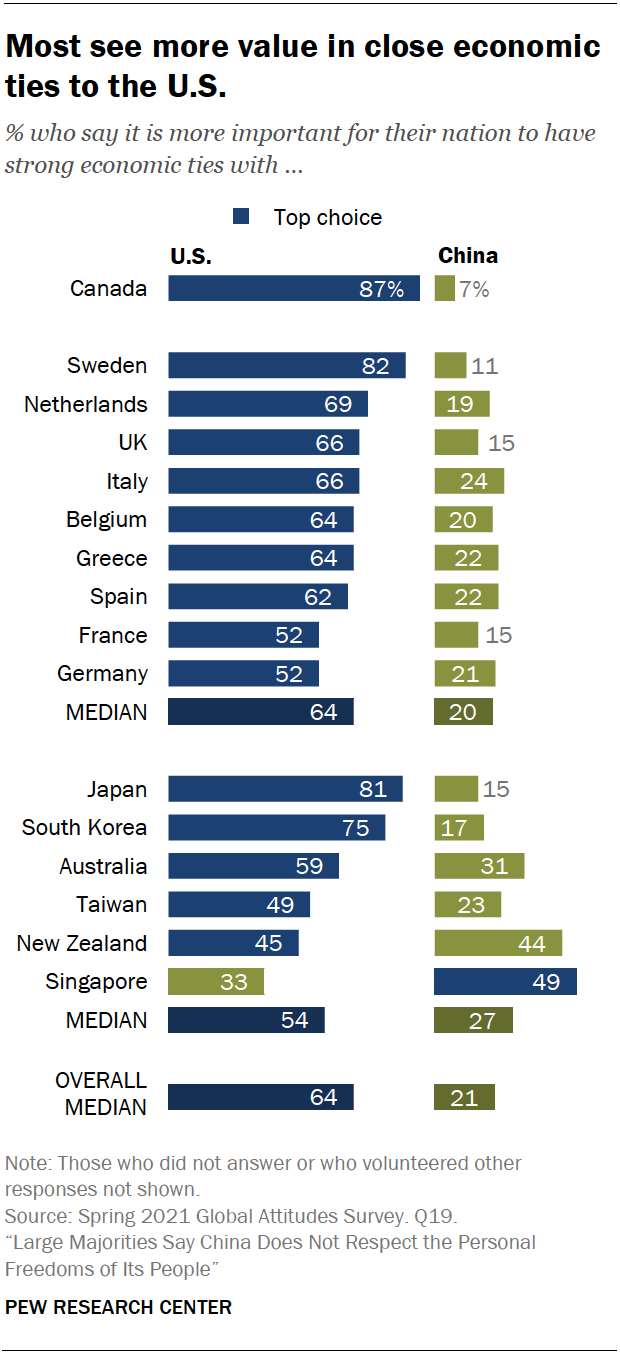 Most see more value in close economic
ties to the U.S.
% who say it is more important for their nation to have
strong economic ties with ...
Top choice
U.S. China
Canada 87% 7%
Sweden 82 11
Netherlands 69 19
UK 66 15
Italy 66 24
Belgium 64 20
Greece 64 22
Spain 62 22
France 52 15
Germany 52 21
MEDIAN 64 20
Japan 81 15
South Korea 75 17
Australia 59 31
Taiwan 49 23
New Zealand 45 44
Singapore 33 49
MEDIAN 54 27
OVERALL
MEDIAN 64 21
Note: Those who did not answer or who volunteered other
responses not shown.
Source: Spring 2021 Global Attitudes Survey. Q19.
“Large Majorities Say China Does Not Respect the Personal
Freedoms of Its People”
PEW RESEARCH CENTER